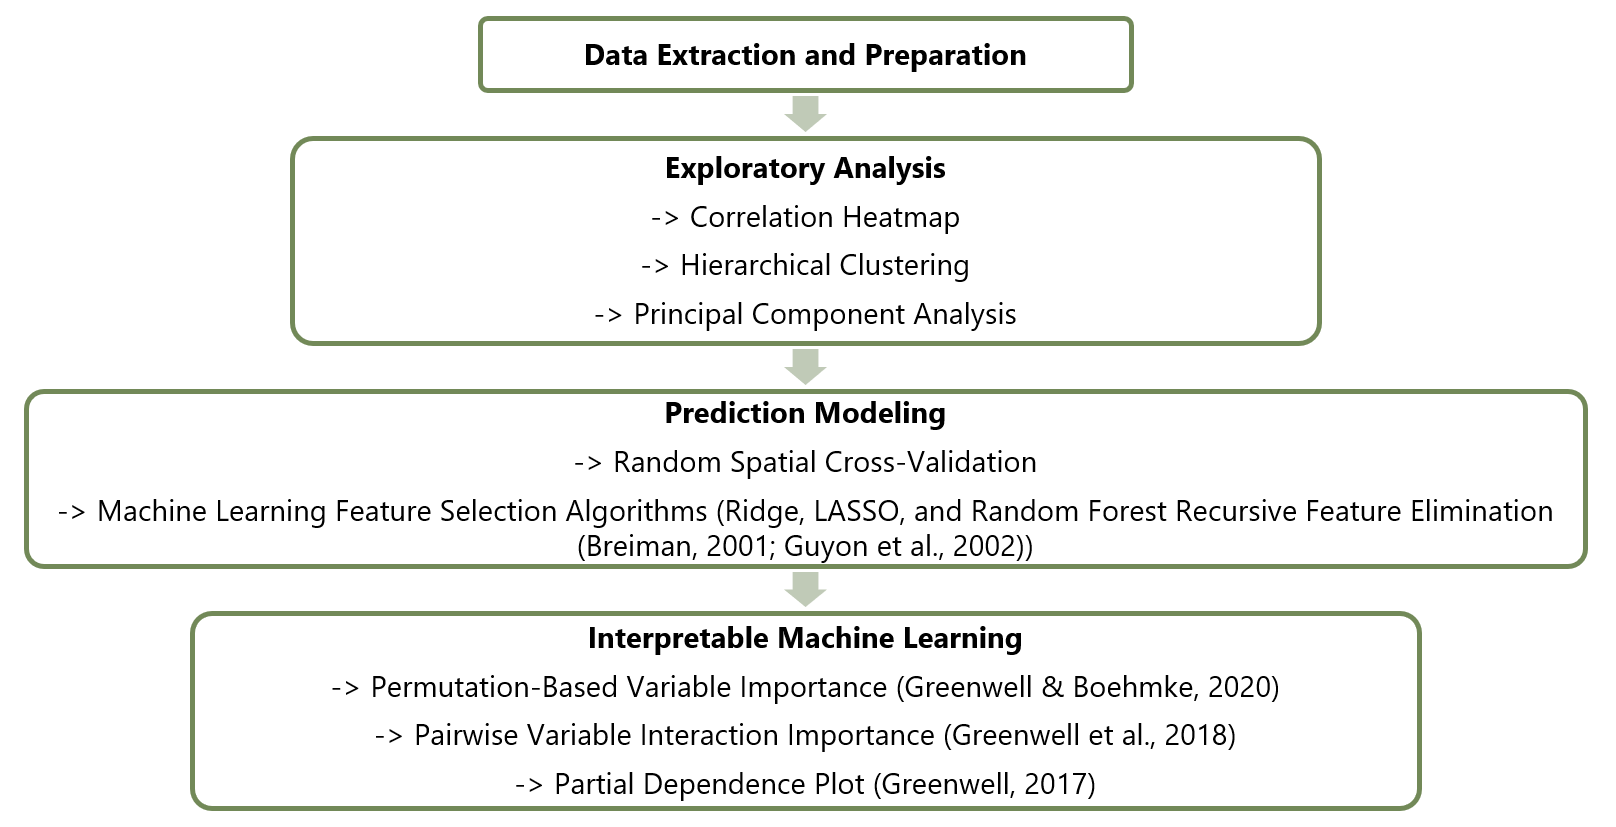 Data Extraction and Preparation
Exploratory Analysis
-> Correlation Heatmap
-> Hierarchical Clustering
-> Principal Component Analysis
Prediction Modeling
-> Random Spatial Cross-Validation
-> Machine Learning Feature Selection Algorithms (Ridge, LASSO, and Random Forest Recursive Feature Elimination
(Breiman, 2001; Guyon et al., 2002))
Interpretable Machine Learning
-> Permutation-Based Variable Importance (Greenwell & Boehmke, 2020)
-> Pairwise Variable Interaction Importance (Greenwell et al., 2018)
-> Partial Dependence Plot (Greenwell, 2017)